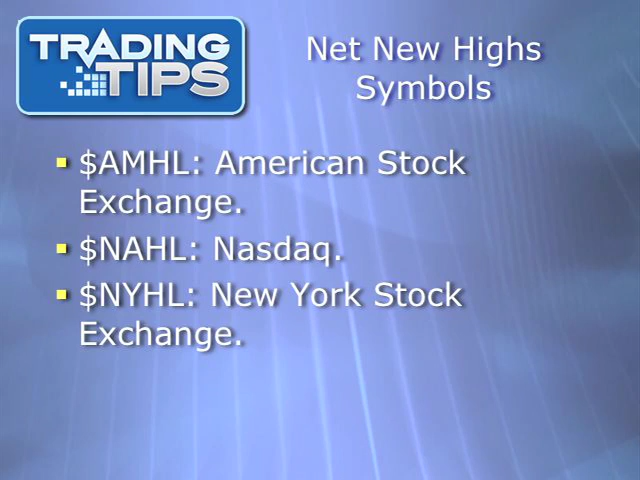 TRADING
TIPS
Net New Highs
Symbols
$AMHL: American Stock
Exchange.
$NAHL: Nasdaq.
$NYHL: New York Stock
Exchange.